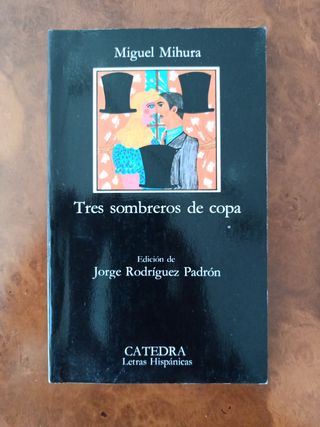 Miguel Mihura
Tres sombreros de copa
Edición de
Jorge Rodríguez Padrón
CATEDRA
Letras Hispánicas